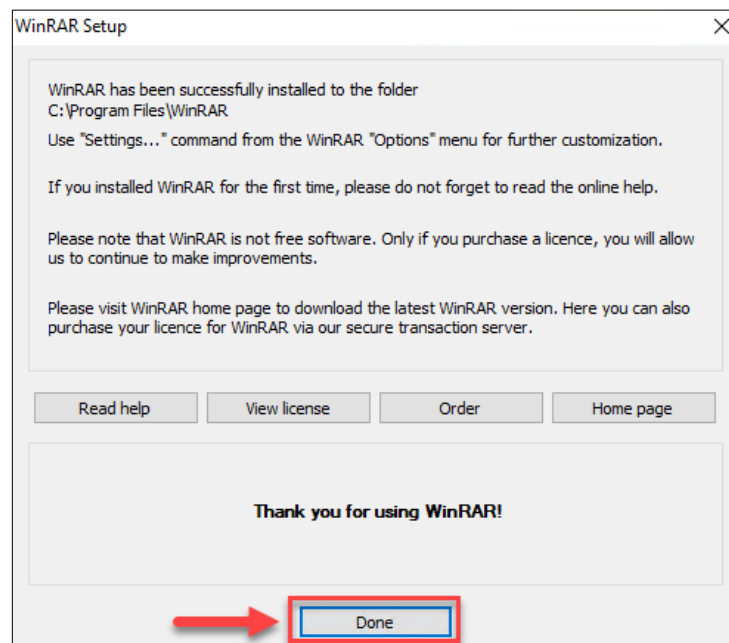 WinRAR Setup
WinRAR has been successfully installed to the folder
C:\Program Files\WinRAR
Use "Settings..." command from the WinRAR "Options" menu for further customization.
If you installed WinRAR for the first time, please do not forget to read the online help.
Please note that WinRAR is not free software. Only if you purchase a licence, you will allow
us to continue to make improvements.
Please visit WinRAR home page to download the latest WinRAR version. Here you can also
purchase your licence for WinRAR via our secure transaction server.
Read help
View license
Order
Home page
Thank you for using WinRAR!
Done